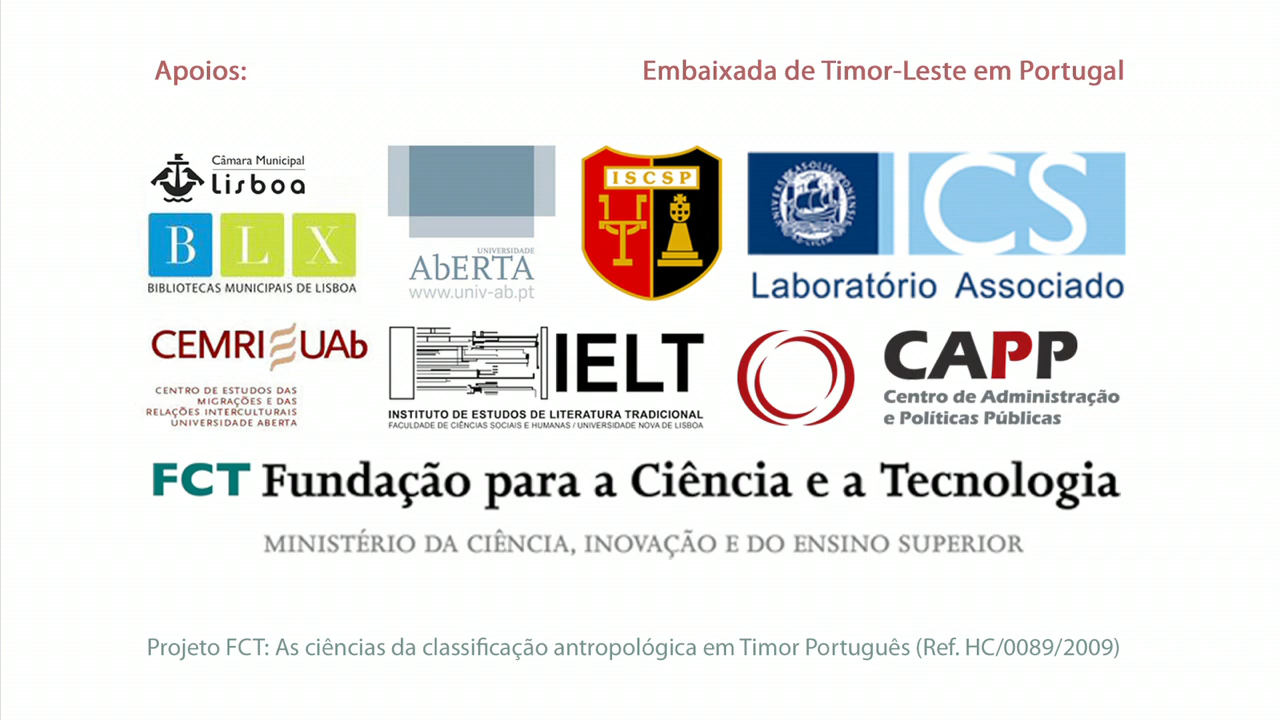 Apoios:
Embaixada de Timor-Leste em Portugal
Câmara Municipal
Lisboa
B L X
BIBLIOTECAS MUNICIPAIS DE LISBOA
UNIVERSIDADE
AbERTA
www.univ-ab.pt
ISCSP
ICS
Laboratório Associado
CEMRI UAb
CENTRO DE ESTUDOS DAS
MIGRAÇÕES E DAS
RELAÇÕES INTERCULTURAIS
UNIVERSIDADE ABERTA
IELT
INSTITUTO DE ESTUDOS DE LITERATURA TRADICIONAL
FACULDADE DE CIÊNCIAS SOCIAIS E HUMANAS / UNIVERSIDADE NOVA DE LISBOA
CAPP
Centro de Administração
e Políticas Públicas
FCT Fundação para a Ciência e a Tecnologia
MINISTÉRIO DA CIÊNCIA, INOVAÇÃO E DO ENSINO SUPERIOR
Projeto FCT: As ciências da classificação antropológica em Timor Português (Ref. HC/0089/2009)